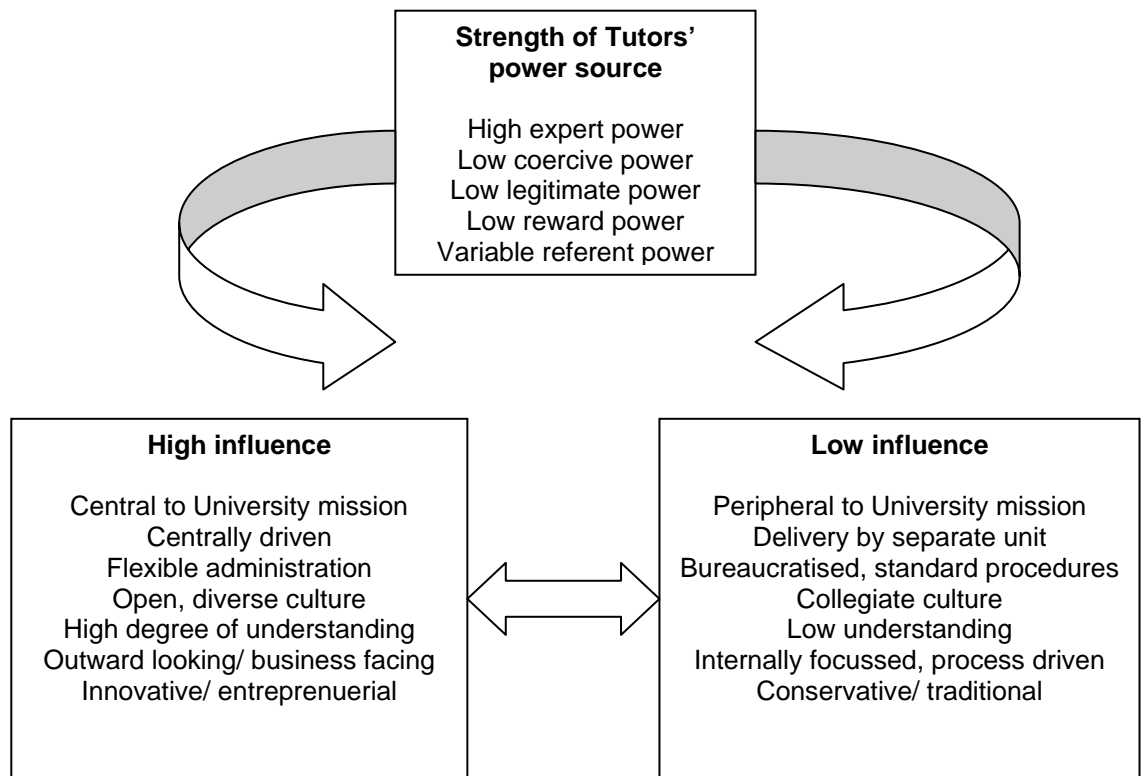 Strength of Tutors’
power source
High expert power
Low coercive power
Low legitimate power
Low reward power
Variable referent power
High influence
Central to University mission
Centrally driven
Flexible administration
Open, diverse culture
High degree of understanding
Outward looking/ business facing
Innovative/ entreprenuerial
Low influence
Peripheral to University mission
Delivery by separate unit
Bureaucratised, standard procedures
Collegiate culture
Low understanding
Internally focussed, process driven
Conservative/ traditional